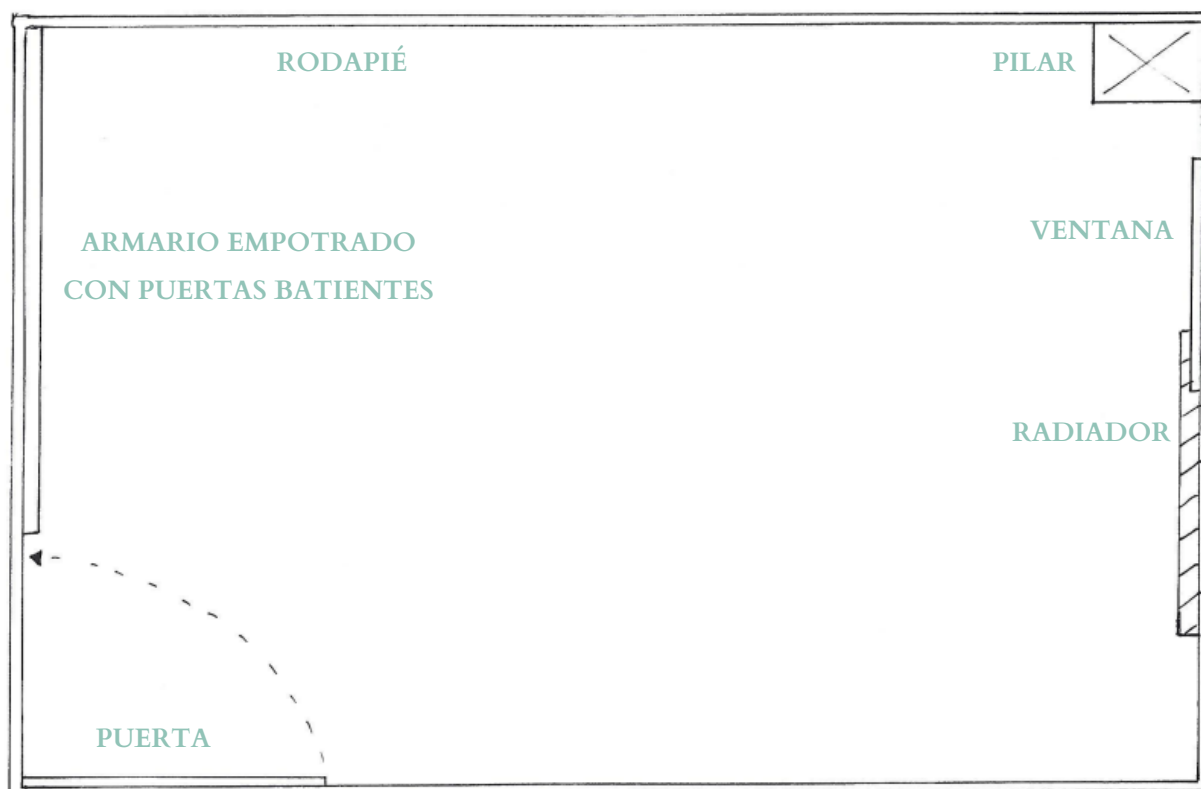 RODAPIÉ
PILAR
VENTANA
ARMARIO EMPOTRADO
CON PUERTAS BATIENTES
RADIADOR
PUERTA